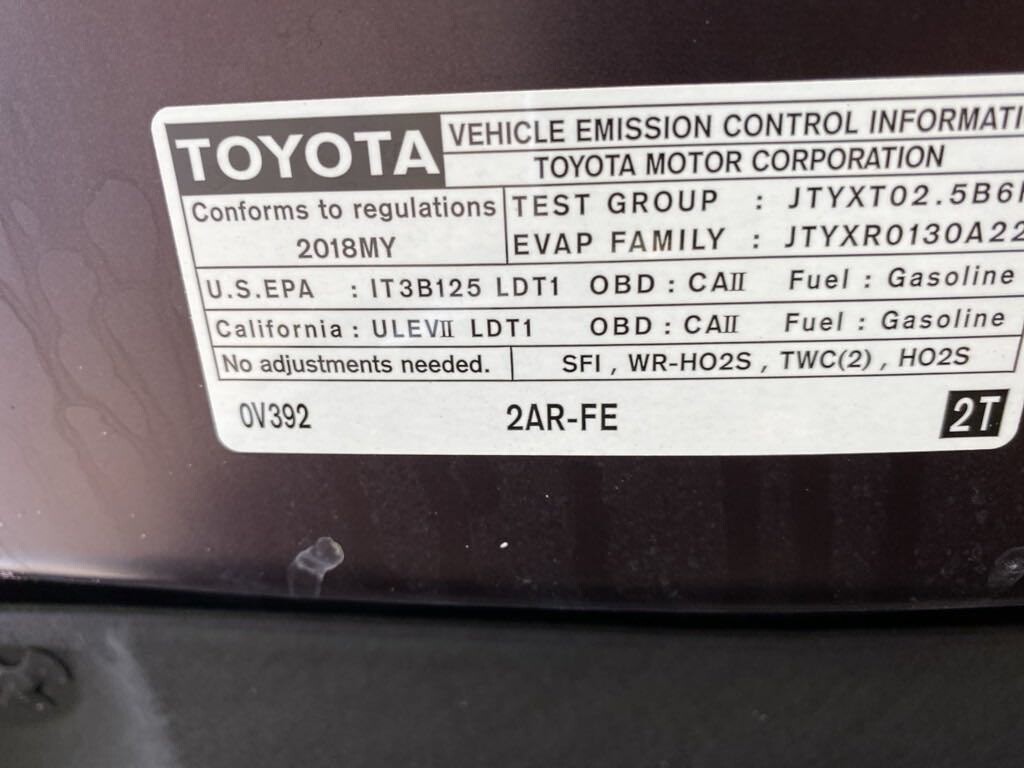 TOYOTA
VEHICLE EMISSION CONTROL INFORMATI
TOYOTA MOTOR CORPORATION
Conforms to regulations
2018MY
TEST GROUP : JTYXT02.5B6
EVAP FAMILY : JTYXR0130A22
U.S.EPA : IT3B125 LDT1 OBD : CAII Fuel : Gasoline
California : ULEVII LDT1 OBD : CAII Fuel : Gasoline
No adjustments needed. SFI , WR-HO2S , TWC(2) , HO2S
0V392 2AR-FE 2T